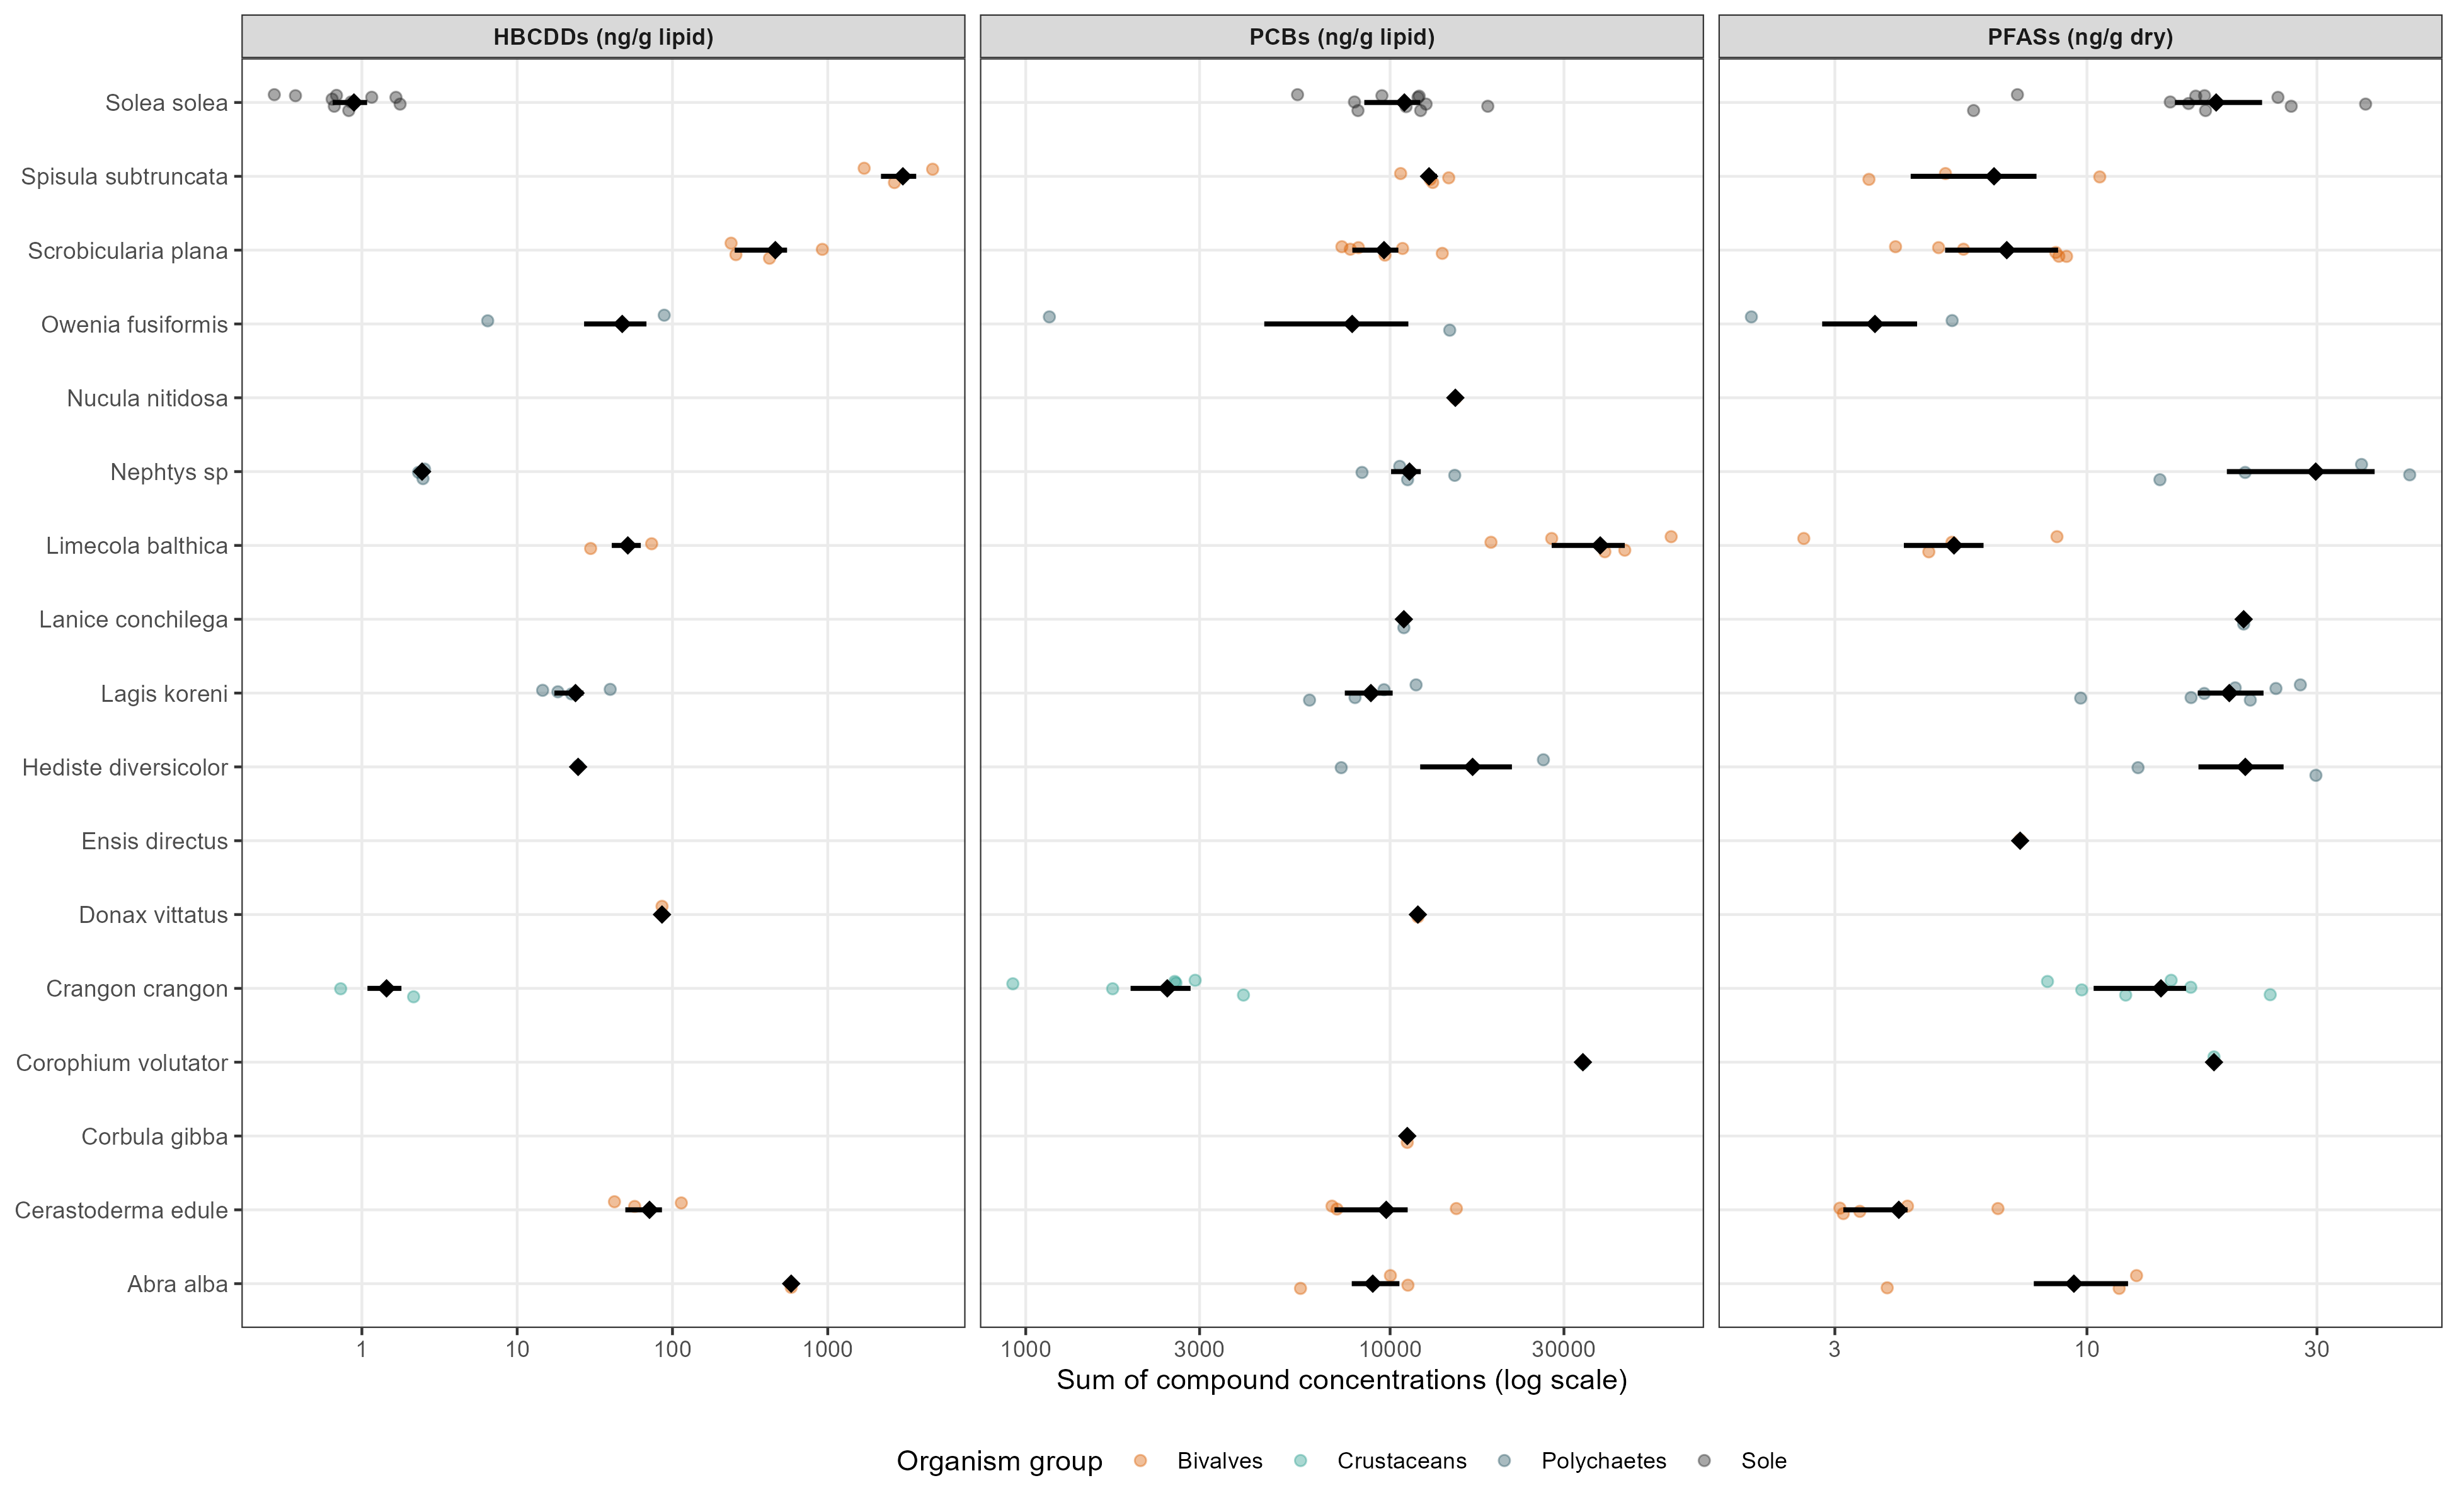 HBCDDs (ng/g lipid)
PCBs (ng/g lipid)
PFASs (ng/g dry)
Solea solea
Spisula subtruncata
Scrobicularia plana
Owenia fusiformis
Nucula nitidosa
Nephtys sp
Limecola balthica
Lanice conchilega
Lagis koreni
Hediste diversicolor
Ensis directus
Donax vittatus
Crangon crangon
Corophium volutator
Corbula gibba
Cerastoderma edule
Abra alba
1 10 100 1000
1000 3000 10000 30000
3 10 30
Sum of compound concentrations (log scale)
Organism group Bivalves Crustaceans Polychaetes Sole